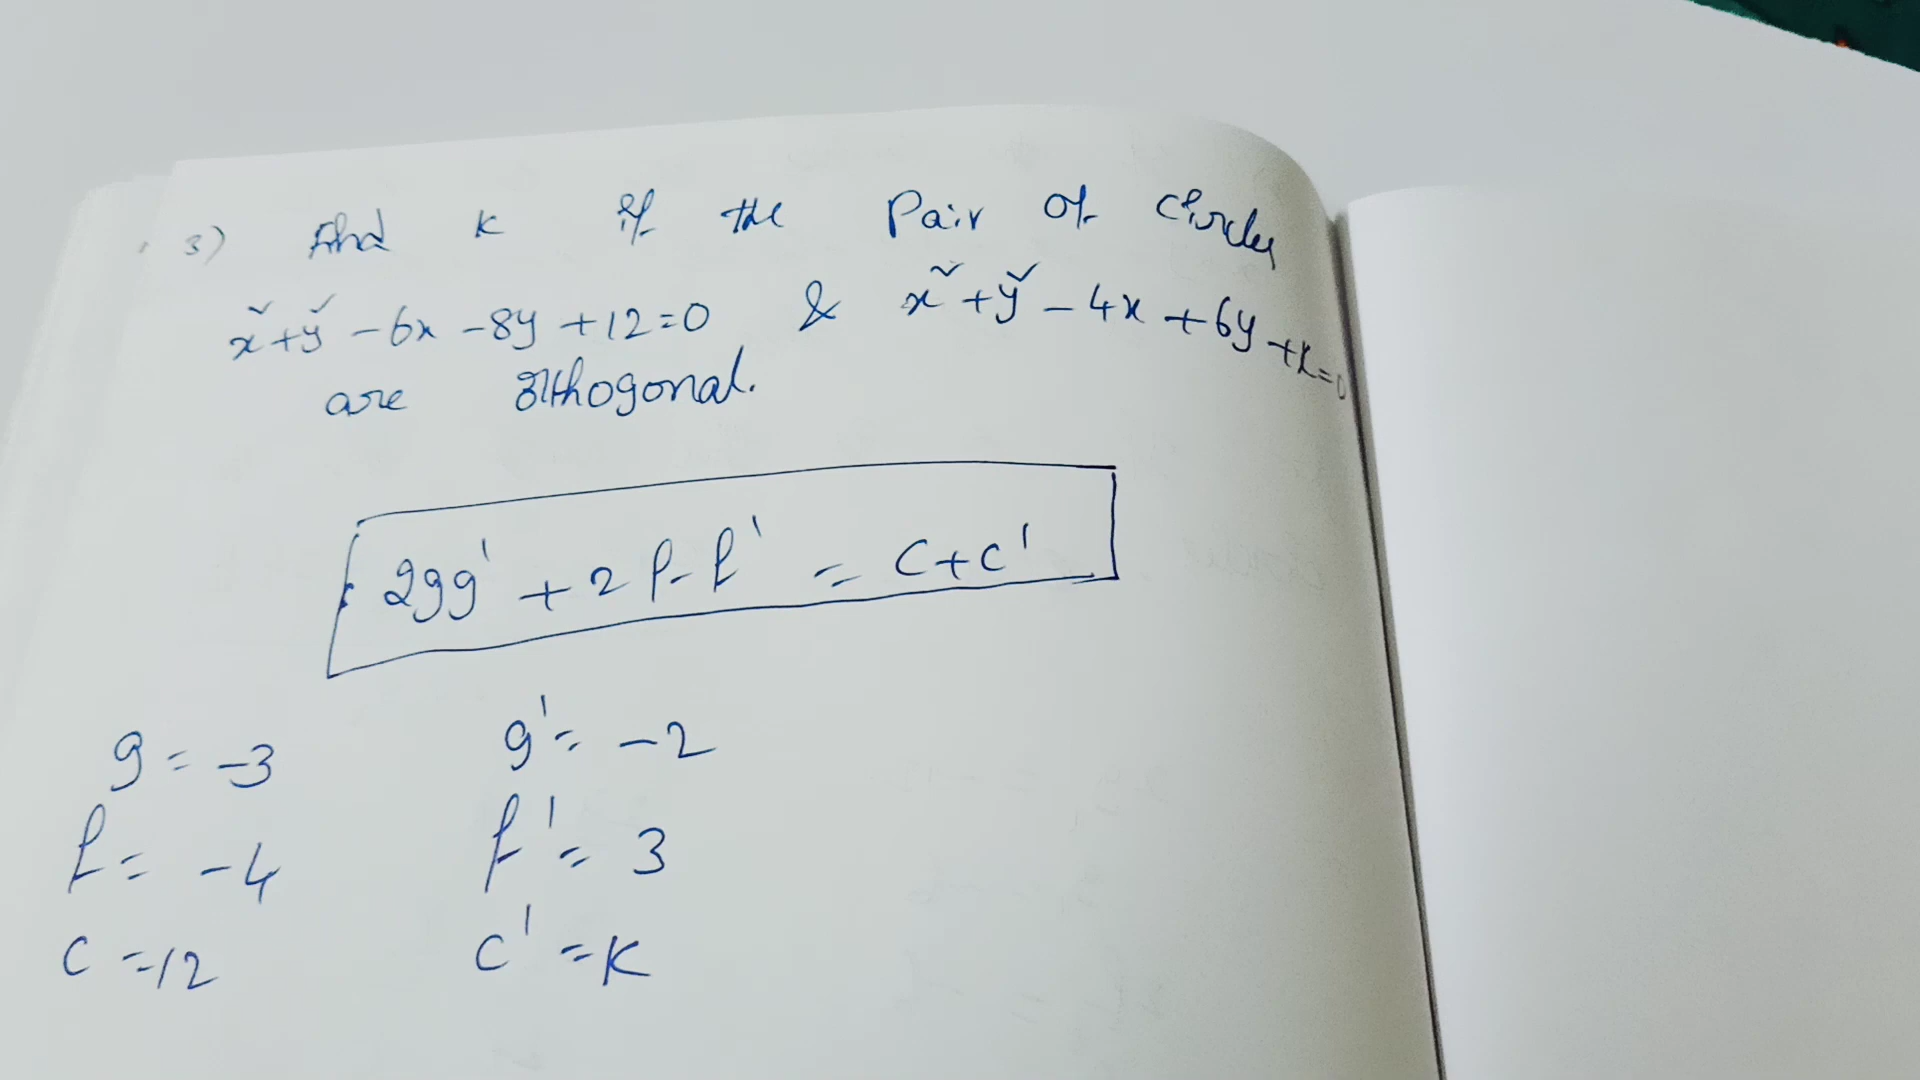 3) Find k if the Pair of circles
x²+y²-6x-8y+12=0 & x²+y²-4x+6y+k=0
are orthogonal.
2gg'+2ff'=c+c'
g=-3 g'=-2
f=-4 f'=3
c=12 c'=k